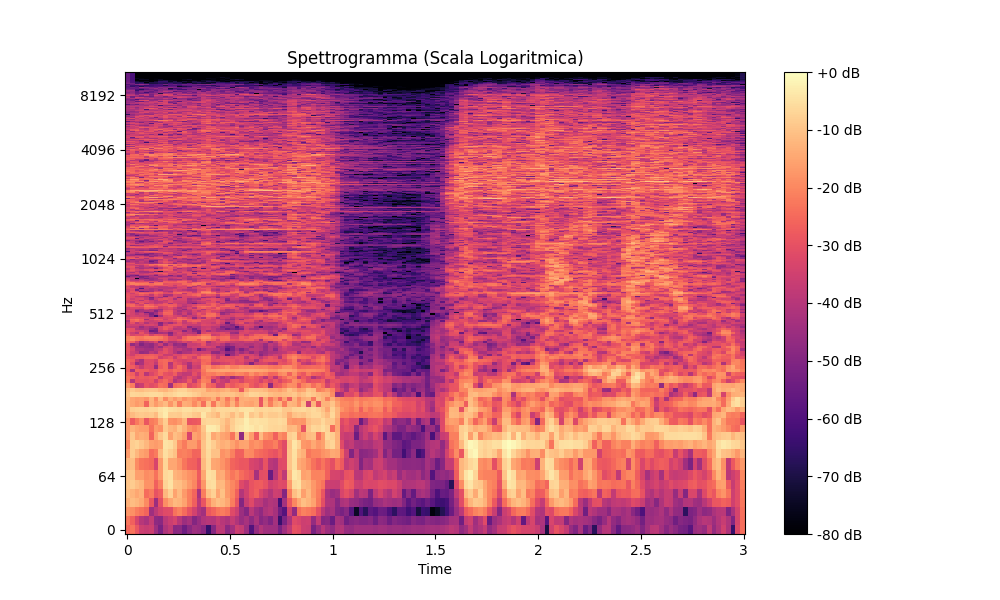 Spettrogramma (Scala Logaritmica)
Hz
8192
4096
2048
1024
512
256
128
64
0
0
0.5
1
1.5
2
2.5
3
Time
+0 dB
-10 dB
-20 dB
-30 dB
-40 dB
-50 dB
-60 dB
-70 dB
-80 dB